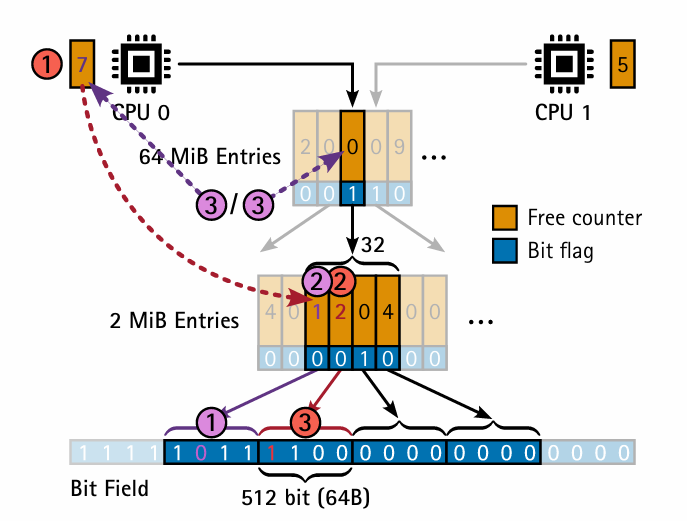 1 7 CPU 0 CPU 1 5
2 0 0 0 9
64 MiB Entries ...
0 0 1 1 0
3 / 3
Free counter
Bit flag
32
2 2
4 0 1 2 0 4 0 0
2 MiB Entries ...
0 0 0 0 1 0 0 0
1 3
1 1 1 1 1 0 1 1 1 1 0 0 0 0 0 0 0 0 0 0 0 0 0 0
Bit Field
512 bit (64B)